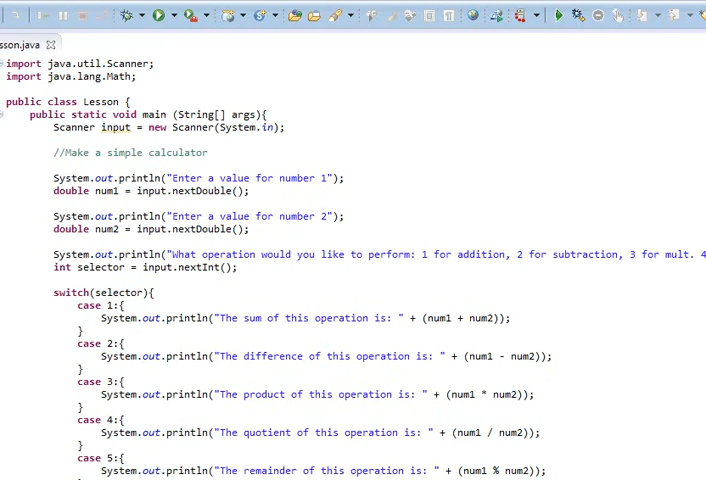 sson.java
import java.util.Scanner;
import java.lang.Math;
public class Lesson {
public static void main (String[] args){
Scanner input = new Scanner(System.in);
//Make a simple calculator
System.out.println("Enter a value for number 1");
double num1 = input.nextDouble();
System.out.println("Enter a value for number 2");
double num2 = input.nextDouble();
System.out.println("What operation would you like to perform: 1 for addition, 2 for subtraction, 3 for mult. 4
int selector = input.nextInt();
switch(selector){
case 1:{
System.out.println("The sum of this operation is: " + (num1 + num2));
}
case 2:{
System.out.println("The difference of this operation is: " + (num1 - num2));
}
case 3:{
System.out.println("The product of this operation is: " + (num1 * num2));
}
case 4:{
System.out.println("The quotient of this operation is: " + (num1 / num2));
}
case 5:{
System.out.println("The remainder of this operation is: " + (num1 % num2));